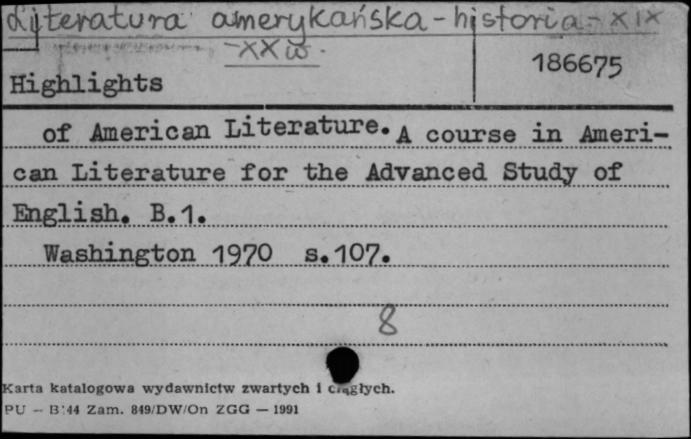 Literatura amerykańska - historia - XIX
- XX w.
186675
Highlights
of American Literature. A course in Ameri-
can Literature for the Advanced Study of
English. B.1.
Washington 1970 s.107.
8
Karta katalogowa wydawnictw zwartych i ciągłych.
PU — B 44 Zam. 849/DW/On ZGG — 1991